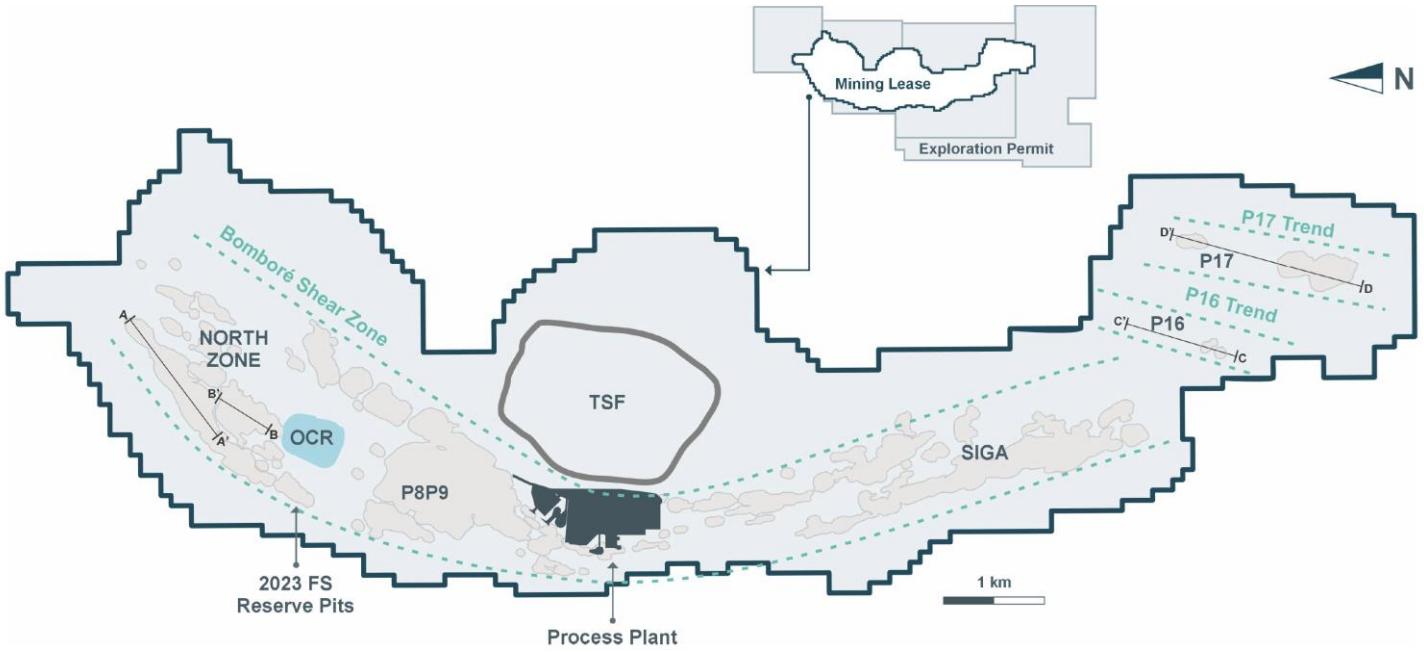 Mining Lease
Exploration Permit
N
Bomboré Shear Zone
P17 Trend
D'
P17
D
P16 Trend
C'
P16
C
A
NORTH
ZONE
B'
B
A'
OCR
TSF
P8P9
SIGA
2023 FS
Reserve Pits
Process Plant
1 km